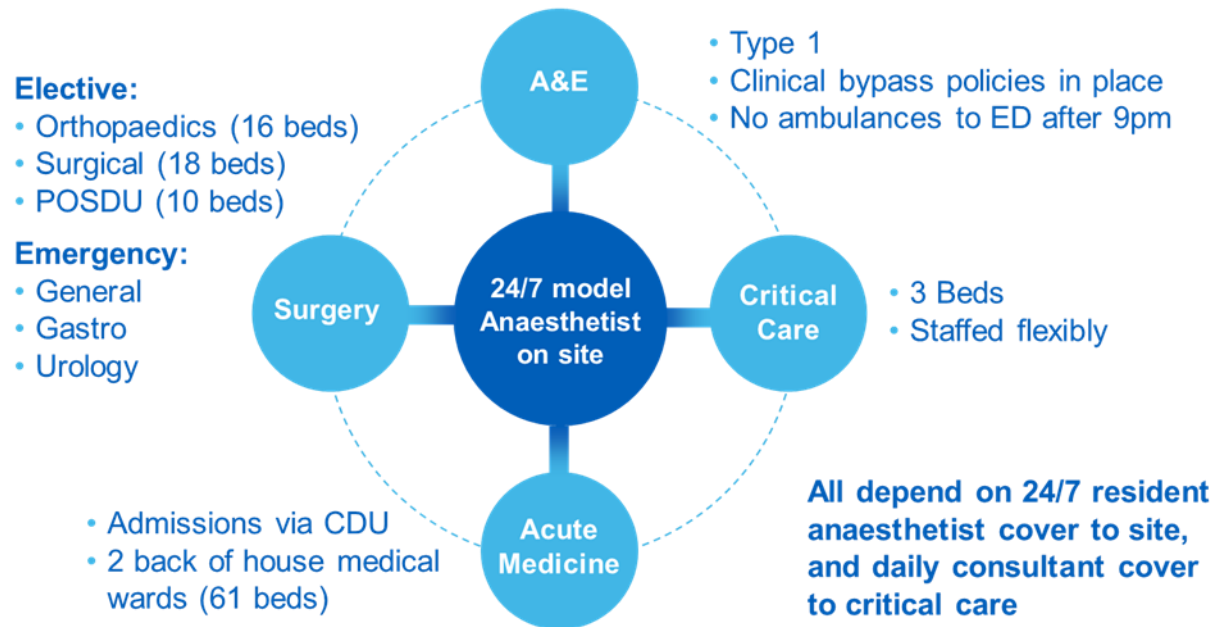 A&E
• Type 1
• Clinical bypass policies in place
• No ambulances to ED after 9pm
Elective:
• Orthopaedics (16 beds)
• Surgical (18 beds)
• POSDU (10 beds)
Emergency:
• General
• Gastro
• Urology
Surgery
24/7 model
Anaesthetist
on site
Critical
Care
• 3 Beds
• Staffed flexibly
• Admissions via CDU
• 2 back of house medical
wards (61 beds)
Acute
Medicine
All depend on 24/7 resident
anaesthetist cover to site,
and daily consultant cover
to critical care